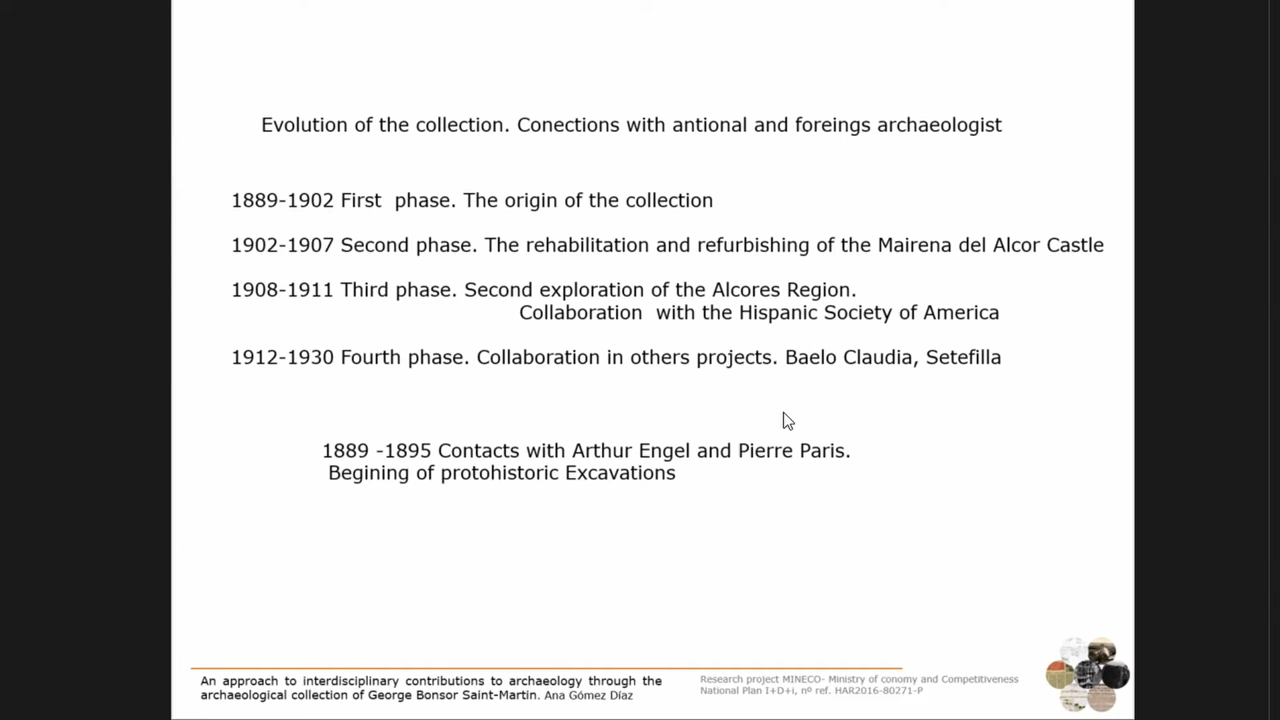 Evolution of the collection. Conections with antional and foreings archaeologist
1889-1902 First  phase. The origin of the collection
1902-1907 Second phase. The rehabilitation and refurbishing of the Mairena del Alcor Castle
1908-1911 Third phase. Second exploration of the Alcores Region.
Collaboration  with the Hispanic Society of America
1912-1930 Fourth phase. Collaboration in others projects. Baelo Claudia, Setefilla
1889 -1895 Contacts with Arthur Engel and Pierre Paris.
Begining of protohistoric Excavations
An approach to interdisciplinary contributions to archaeology through the
archaeological collection of George Bonsor Saint-Martin. Ana Gómez Díaz
Research project MINECO- Ministry of conomy and Competitiveness
National Plan I+D+i, nº ref. HAR2016-80271-P